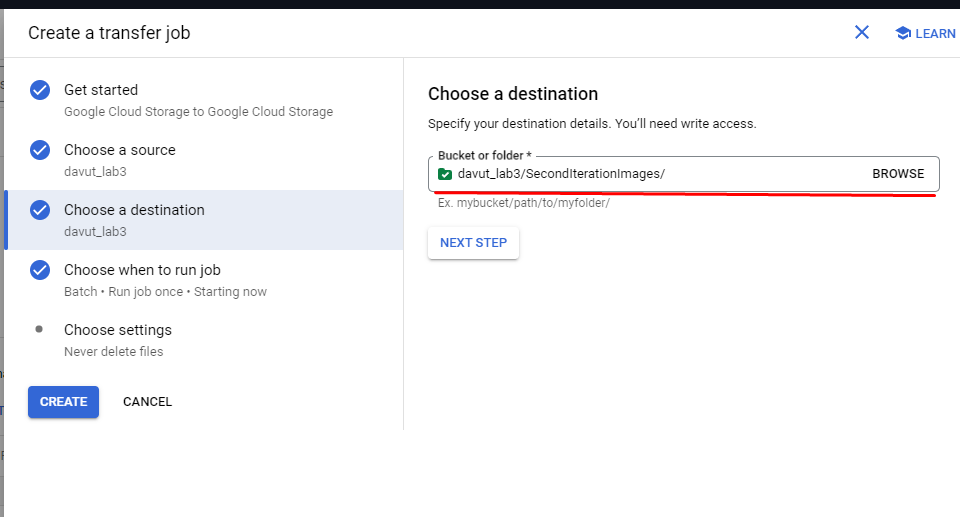 Create a transfer job
LEARN
Get started
Google Cloud Storage to Google Cloud Storage
Choose a source
davut_lab3
Choose a destination
davut_lab3
Choose when to run job
Batch • Run job once • Starting now
Choose settings
Never delete files
CREATE CANCEL
Choose a destination
Specify your destination details. You’ll need write access.
Bucket or folder *
davut_lab3/SecondIterationImages/ BROWSE
Ex. mybucket/path/to/myfolder/
NEXT STEP